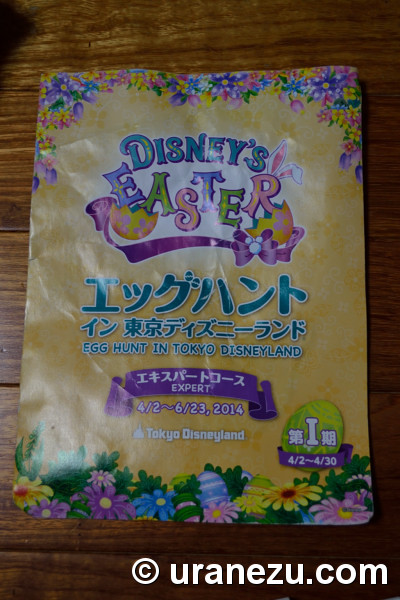 DISNEY'S
EASTER
エッグハント
イン 東京ディズニーランド
EGG HUNT IN TOKYO DISNEYLAND
エキスパートコース
EXPERT
4/2～6/23, 2014
Tokyo Disneyland
第Ⅰ期
4/2～4/30
© uranezu.com